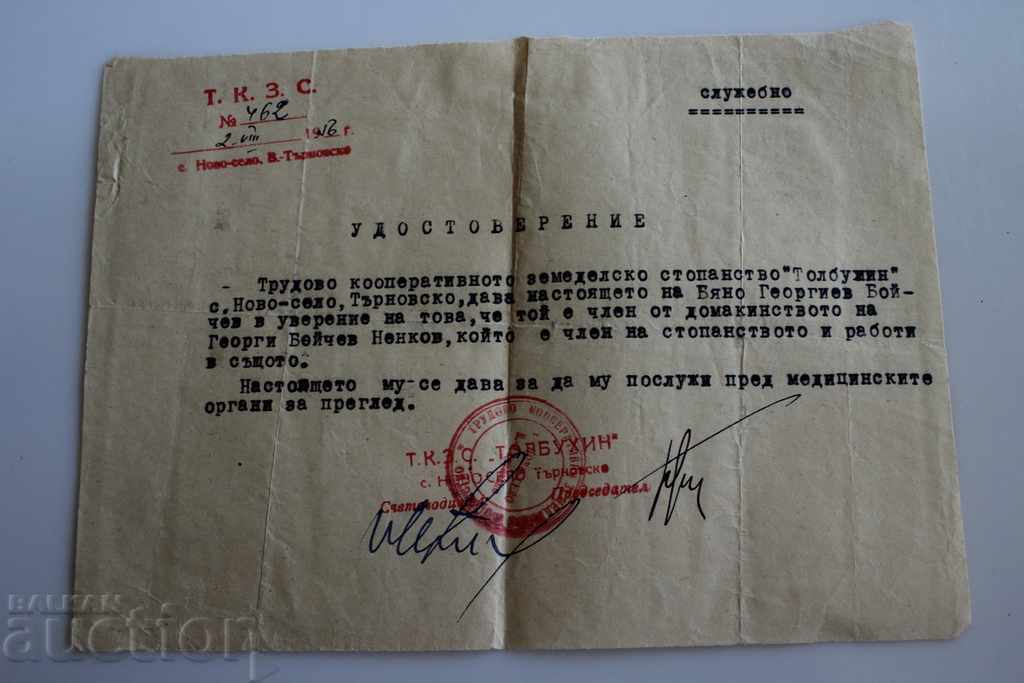 Т. К. З. С.
№ 462
2. VIII 1956 г.
с. Ново-село, В.-Търновско
служебно
==========
УДОСТОВЕРЕНИЕ
- Трудово кооперативното земеделско стопанство "Толбухин"
с. Ново-село, Търновско, дава настоящето на Бяно Георгиев Бой-
чев в уверение на това, че той е член от домакинството на
Георги Бойчев Ненков, който е член на стопанството и работи
в същото.
Настоящето му се дава за да му послужи пред медицинските
органи за преглед.
Т.К.З.С. „ТОЛБУХИН"
с. НОВОСЕЛО Търновско
Счетоводител Председател
BALKAN
auction